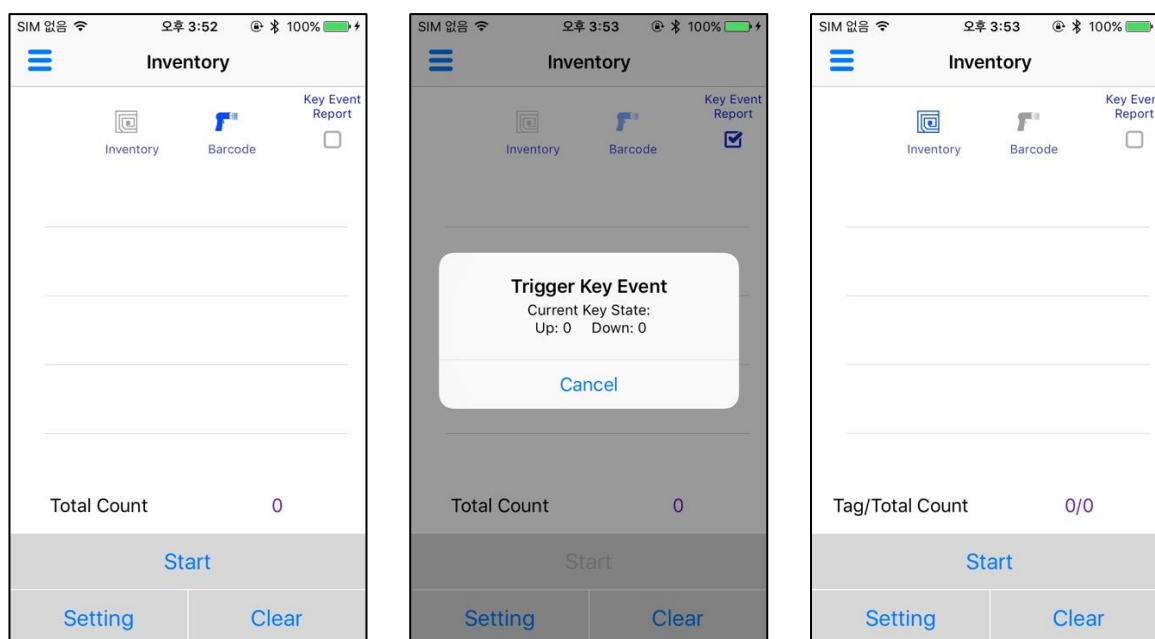 SIM 없음 오후 3:52 100%
Inventory
Key Event
Report
Inventory Barcode
Total Count 0
Start
Setting Clear
SIM 없음 오후 3:53 100%
Inventory
Key Event
Report
Inventory Barcode
Trigger Key Event
Current Key State:
Up: 0 Down: 0
Cancel
Total Count 0
Start
Setting Clear
SIM 없음 오후 3:53 100%
Inventory
Key Even
Report
Inventory Barcode
Tag/Total Count 0/0
Start
Setting Clear